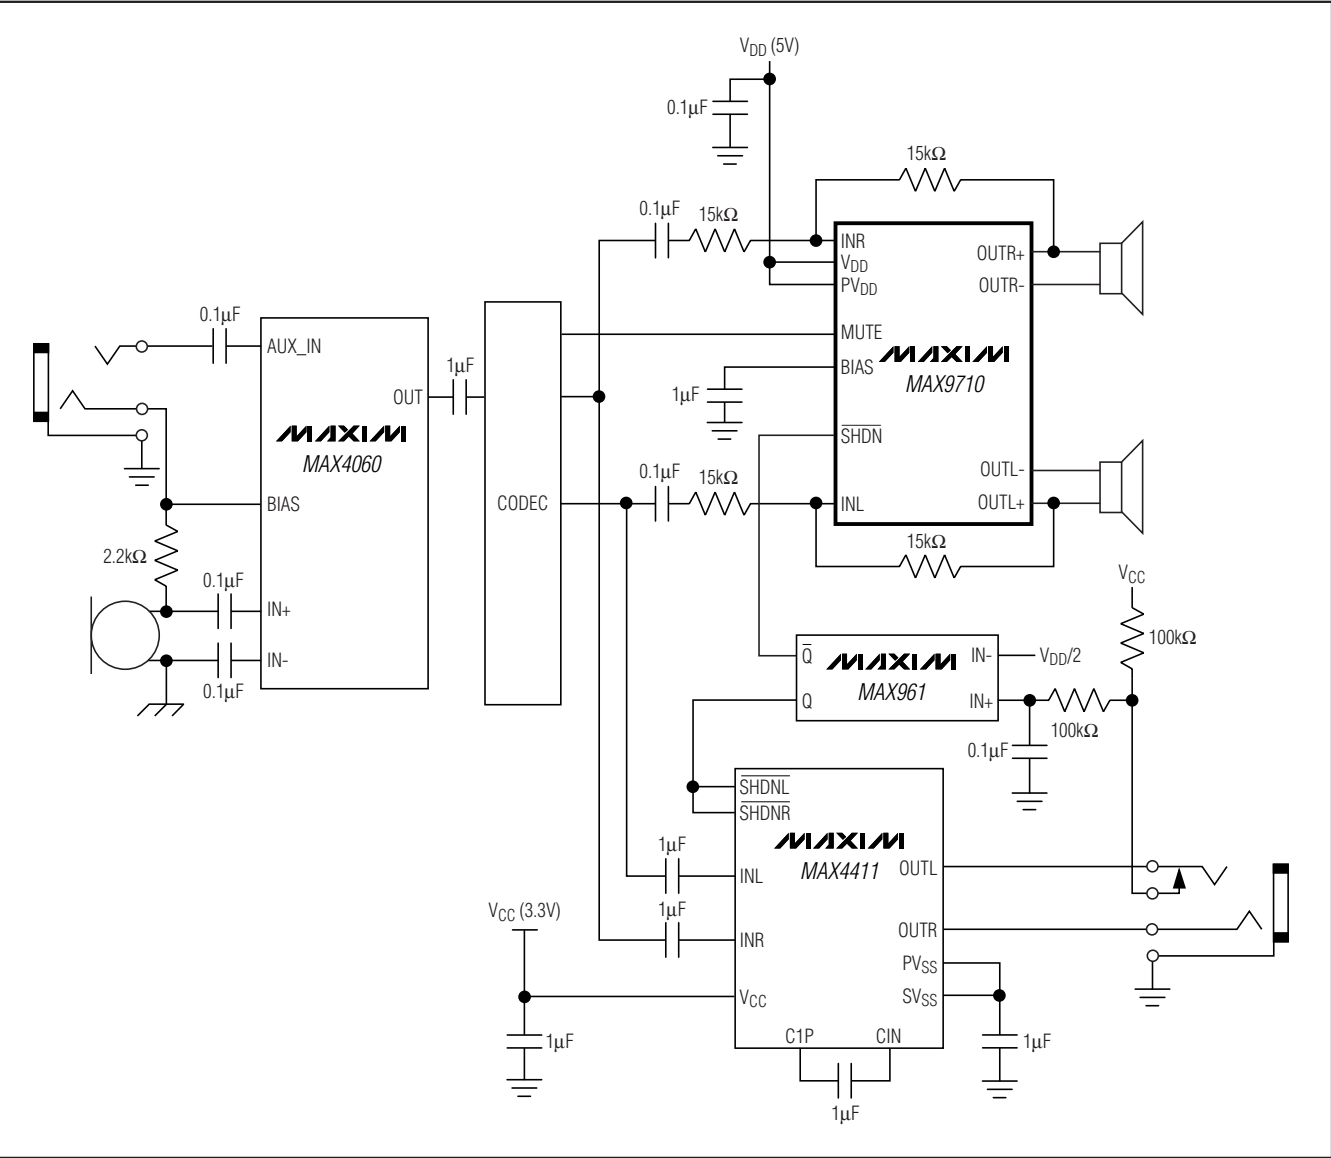 VDD (5V)
0.1µF
15kΩ
0.1µF
15kΩ
INR
VDD
PVDD
OUTR+
OUTR-
MUTE
MAXIM
MAX9710
BIAS
1µF
SHDN
OUTL-
OUTL+
INL
0.1µF
15kΩ
15kΩ
0.1µF
AUX_IN
OUT
1µF
MAXIM
MAX4060
BIAS
CODEC
2.2kΩ
0.1µF
IN+
IN-
0.1µF
VCC
100kΩ
Q
MAXIM
MAX961
IN-
VDD/2
Q
IN+
100kΩ
0.1µF
SHDNL
SHDNR
MAXIM
MAX4411
1µF
INL
OUTL
1µF
INR
OUTR
VCC (3.3V)
PVSS
VCC
SVSS
1µF
C1P
CIN
1µF
1µF